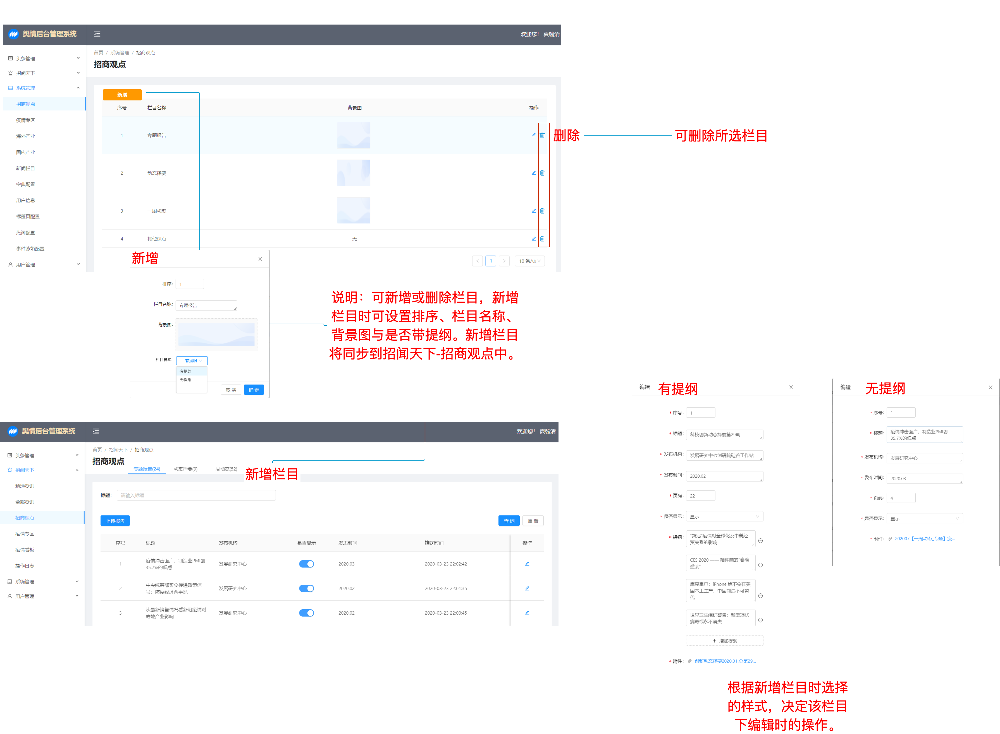 舆情后台管理系统
欢迎您！ 夏翰清
首页 / 系统管理 / 招商观点
招商观点
头条管理
招闻天下
系统管理
招商观点
疫情专区
海外产业
国内产业
新闻栏目
字典配置
用户信息
标签页配置
热词配置
事件脉络配置
用户管理
新增
序号 栏目名称 背景图 操作
1 专题报告
2 动态择要
3 一周动态
4 其他观点 无
< 1 > 10 条/页
删除
可删除所选栏目
新增
排序: 1
栏目名称: 专题报告
背景图:
栏目样式 有提纲
有提纲
无提纲
取 消 确 定
说明：可新增或删除栏目，新增
栏目时可设置排序、栏目名称、
背景图与是否带提纲。新增栏目
将同步到招闻天下-招商观点中。
舆情后台管理系统
欢迎您！ 夏翰清
首页 / 招闻天下 / 招商观点
招商观点
专题报告(24) 动态择要(9) 一周动态(52)
新增栏目
头条管理
招闻天下
精选资讯
全部资讯
招商观点
疫情专区
疫情看板
操作日志
系统管理
用户管理
标题: 请输入标题
上传报告
查 询 重 置
序号 标题 发布机构 是否显示 发表时间 推送时间 操作
1 疫情冲击面广，制造业PMI创
35.7%的低点 发展研究中心 2020.03 2020-03-23 22:02:42
2 中央统筹部署会传递政策信
号：防疫经济两手抓 发展研究中心 2020.02 2020-03-23 22:01:35
3 从最新销售情况看新冠疫情对
房地产业影响 发展研究中心 2020.02 2020-03-23 22:00:45
编辑 有提纲
* 序号: 1
* 标题: 科技创新动态择要第29期
* 发布机构: 发展研究中心创研院硅谷工作站
* 发布时间: 2020.02
* 页码: 22
* 是否显示: 显示
* 提纲: “新冠”疫情对全球化及中美经
贸关系的影响
CES 2020 —— 硬件圈的“春晚
盛会”
库克重申：iPhone 绝不会在美
国本土生产，中国制造不可替
代
世界卫生组织警告：新型冠状
病毒或永不消失
+ 增加提纲
* 附件: 创新动态择要2020.01 总第29...
编辑 无提纲
* 序号: 1
* 标题: 疫情冲击面广，制造业PMI创
35.7%的低点
* 发布机构: 发展研究中心
* 发布时间: 2020.03
* 页码: 4
* 是否显示: 显示
* 附件: 202007【一周动态_专题】疫...
根据新增栏目时选择
的样式，决定该栏目
下编辑时的操作。